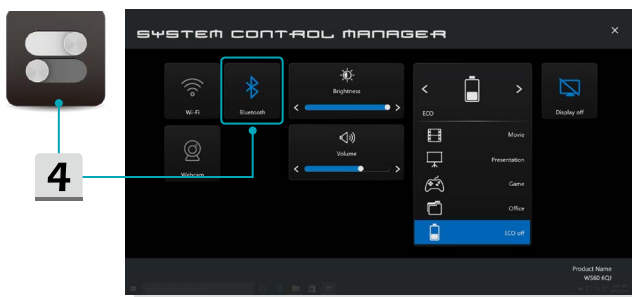 SYSTEM CONTROL MANAGER
×
Wi-Fi
Bluetooth
Brightness
ECO
Display off
Webcam
Volume
Movie
Presentation
Game
Office
ECO off
4
Product Name
WS60 6QJ